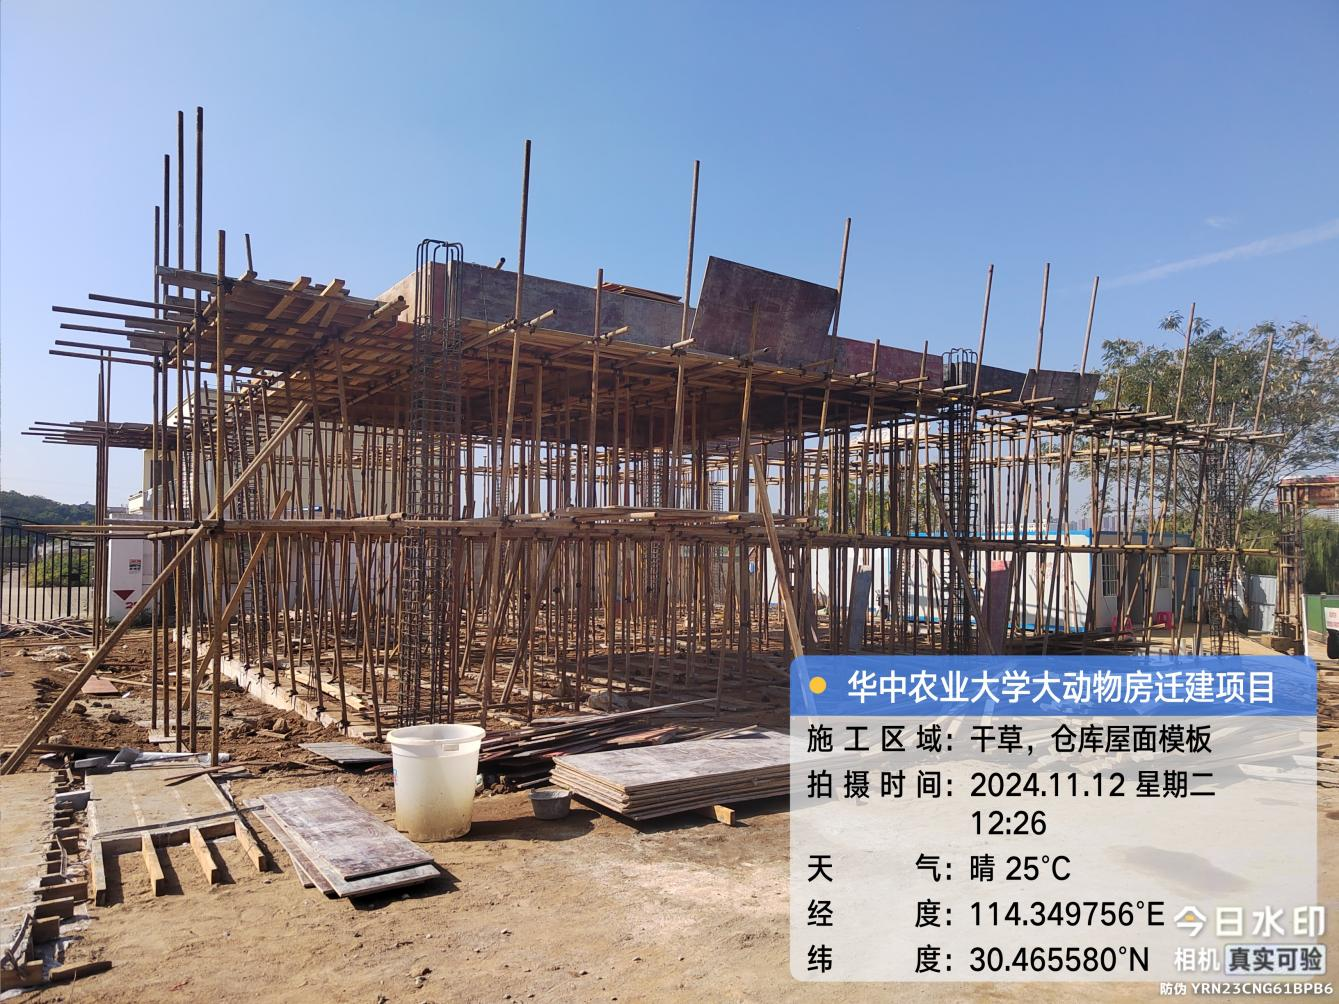 华中农业大学大动物房迁建项目
施工区域：干草，仓库屋面模板
拍摄时间：2024.11.12 星期二
12:26
天气：晴 25°C
经度：114.349756°E
纬度：30.465580°N
今日水印
相机 真实可验
防伪 YRN23CNG61BPB6